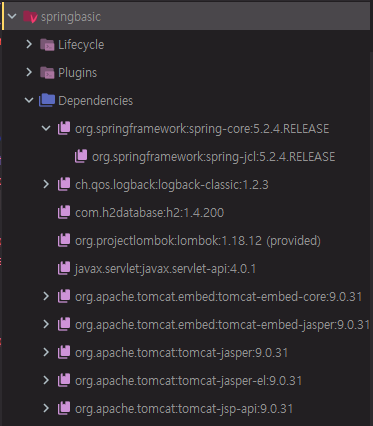 springbasic
Lifecycle
Plugins
Dependencies
org.springframework:spring-core:5.2.4.RELEASE
org.springframework:spring-jcl:5.2.4.RELEASE
ch.qos.logback:logback-classic:1.2.3
com.h2database:h2:1.4.200
org.projectlombok:lombok:1.18.12 (provided)
javax.servlet:javax.servlet-api:4.0.1
org.apache.tomcat.embed:tomcat-embed-core:9.0.31
org.apache.tomcat.embed:tomcat-embed-jasper:9.0.31
org.apache.tomcat:tomcat-jasper:9.0.31
org.apache.tomcat:tomcat-jasper-el:9.0.31
org.apache.tomcat:tomcat-jsp-api:9.0.31